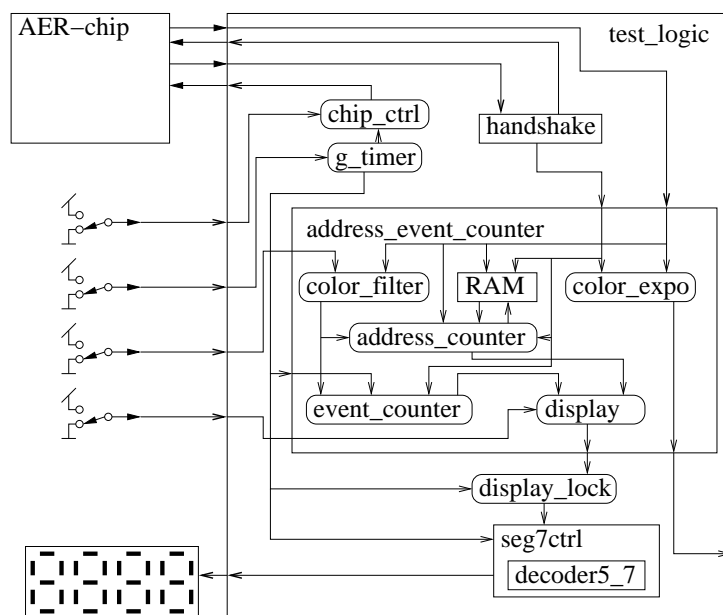 AER−chip
test_logic
chip_ctrl
handshake
g_timer
address_event_counter
color_filter
RAM
color_expo
address_counter
event_counter
display
display_lock
seg7ctrl
decoder5_7